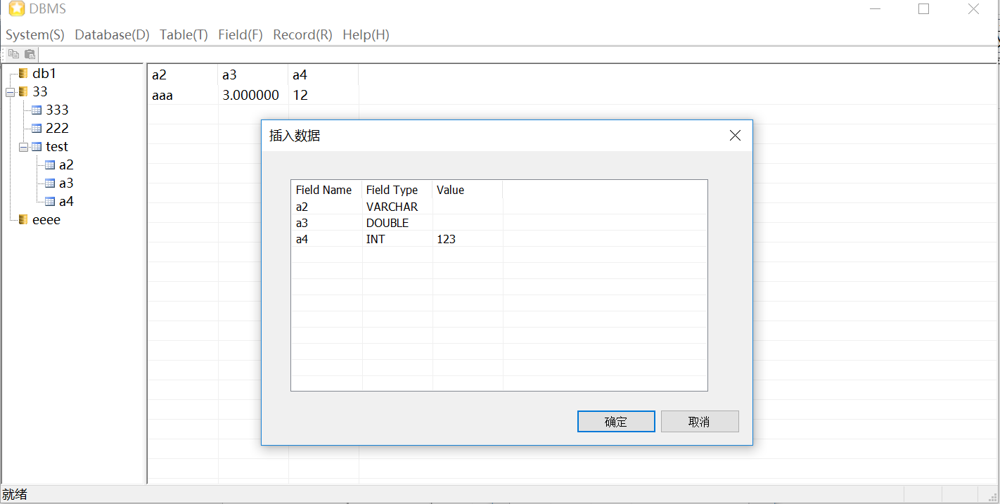 DBMS
System(S) Database(D) Table(T) Field(F) Record(R) Help(H)
db1
33
333
222
test
a2
a3
a4
eeee
a2 a3 a4
aaa 3.000000 12
插入数据
Field Name Field Type Value
a2 VARCHAR
a3 DOUBLE
a4 INT 123
确定 取消
就绪